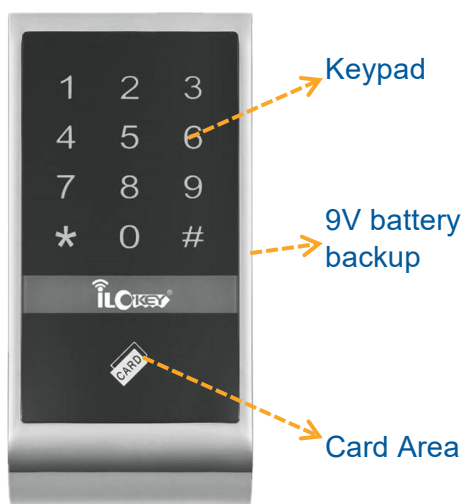 1 2 3
Keypad
4 5 6
7 8 9
9V battery
backup
* 0 #
iLOKEY®
CARD
Card Area